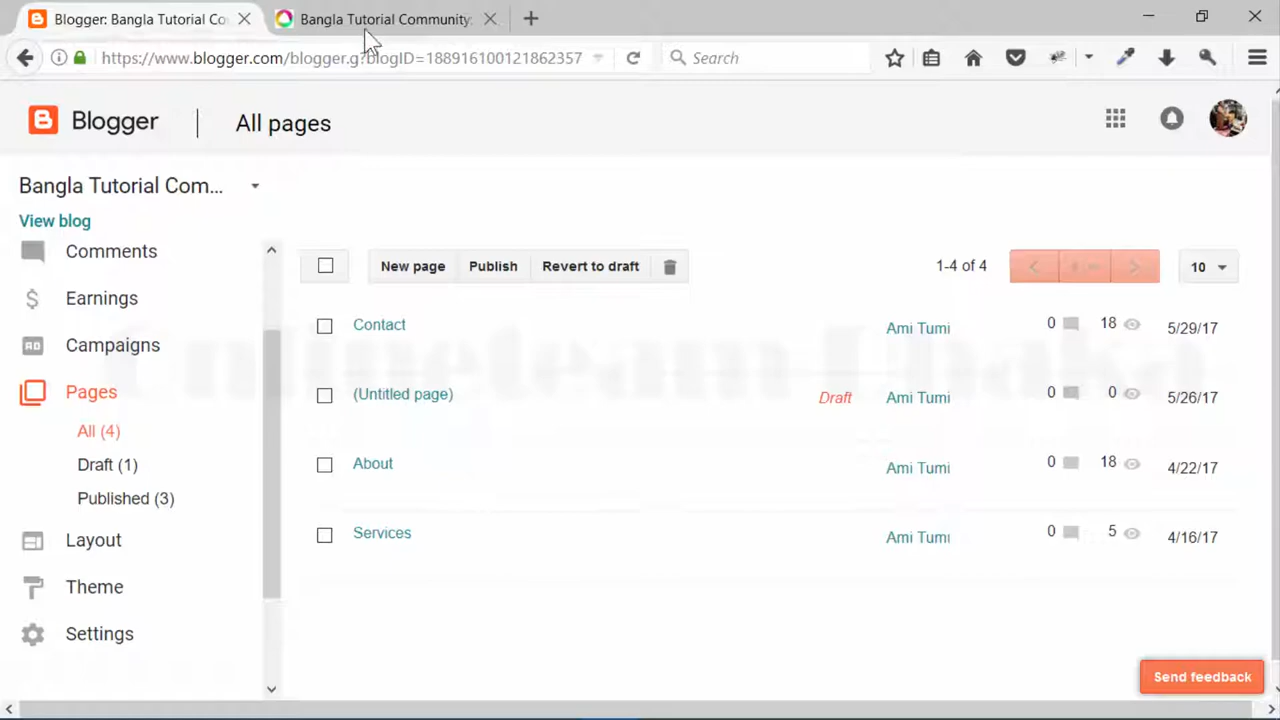 Blogger: Bangla Tutorial Co
Bangla Tutorial Community:
https://www.blogger.com/blogger.g?blogID=188916100121862357
Search
Blogger
All pages
Bangla Tutorial Com...
View blog
Comments
Earnings
Campaigns
Pages
All (4)
Draft (1)
Published (3)
Layout
Theme
Settings
New page Publish Revert to draft
1-4 of 4
10
Contact Ami Tumi 0 18 5/29/17
(Untitled page) Draft Ami Tumi 0 0 5/26/17
About Ami Tumi 0 18 4/22/17
Services Ami Tumi 0 5 4/16/17
Send feedback